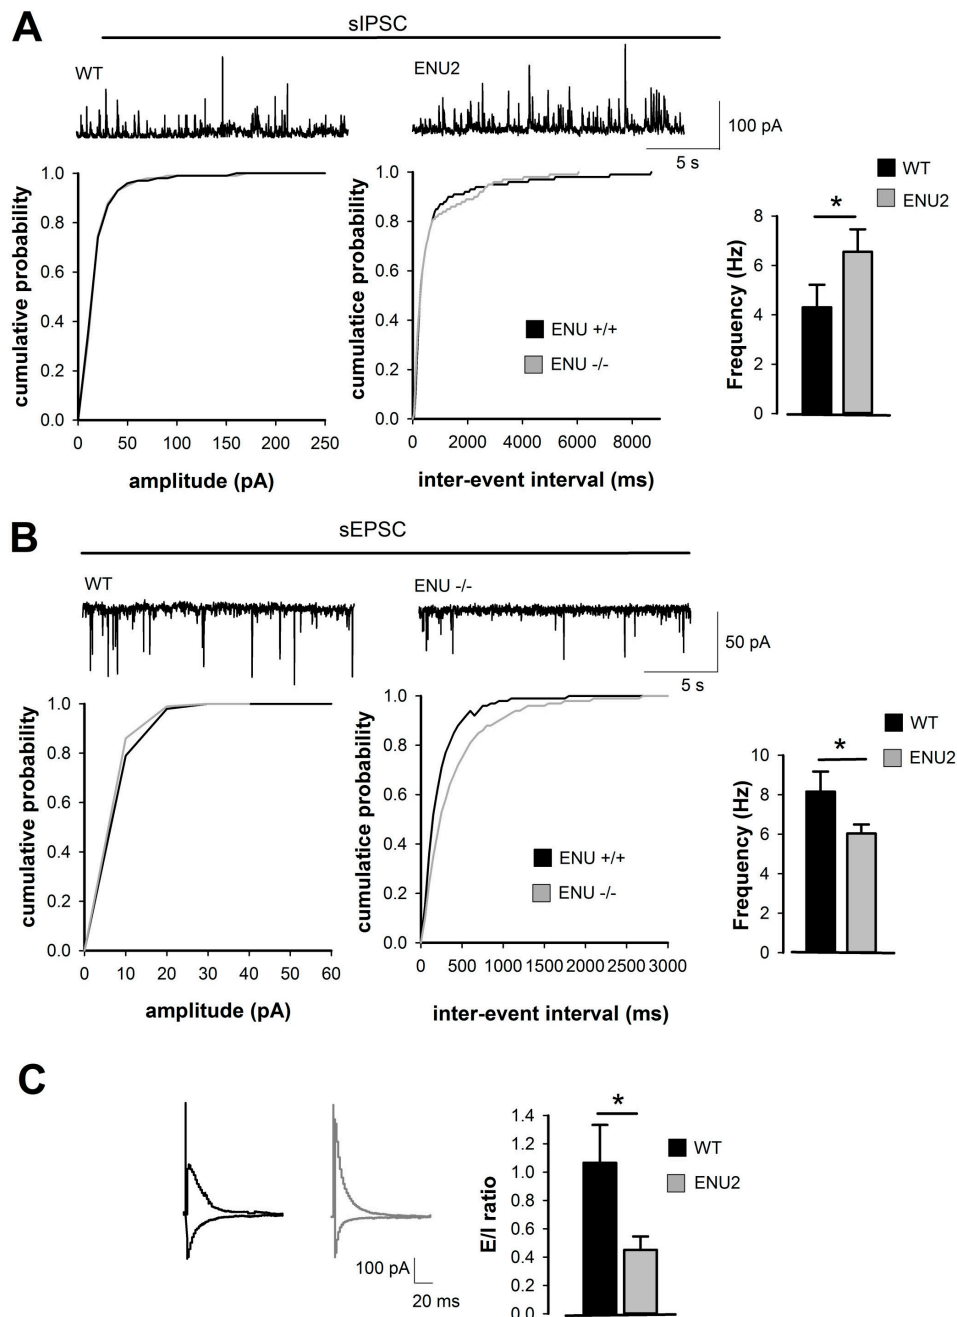 A
sIPSC
WT
ENU2
100 pA
5 s
WT
ENU2
cumulative probability
1.0
0.8
0.6
0.4
0.2
0.0
0 50 100 150 200 250
amplitude (pA)
cumulatice probability
1.0
0.8
0.6
0.4
0.2
0.0
ENU +/+
ENU -/-
0 2000 4000 6000 8000
inter-event interval (ms)
Frequency (Hz)
8
6
4
2
0
*
B
sEPSC
WT
ENU -/-
50 pA
5 s
WT
ENU2
cumulative probability
1.0
0.8
0.6
0.4
0.2
0.0
0 10 20 30 40 50 60
amplitude (pA)
cumulatice probability
1.0
0.8
0.6
0.4
0.2
0.0
ENU +/+
ENU -/-
0 500 1000 1500 2000 2500 3000
inter-event interval (ms)
Frequency (Hz)
10
8
6
4
2
0
*
C
100 pA
20 ms
E/I ratio
1.4
1.2
1.0
0.8
0.6
0.4
0.2
0.0
*
WT
ENU2